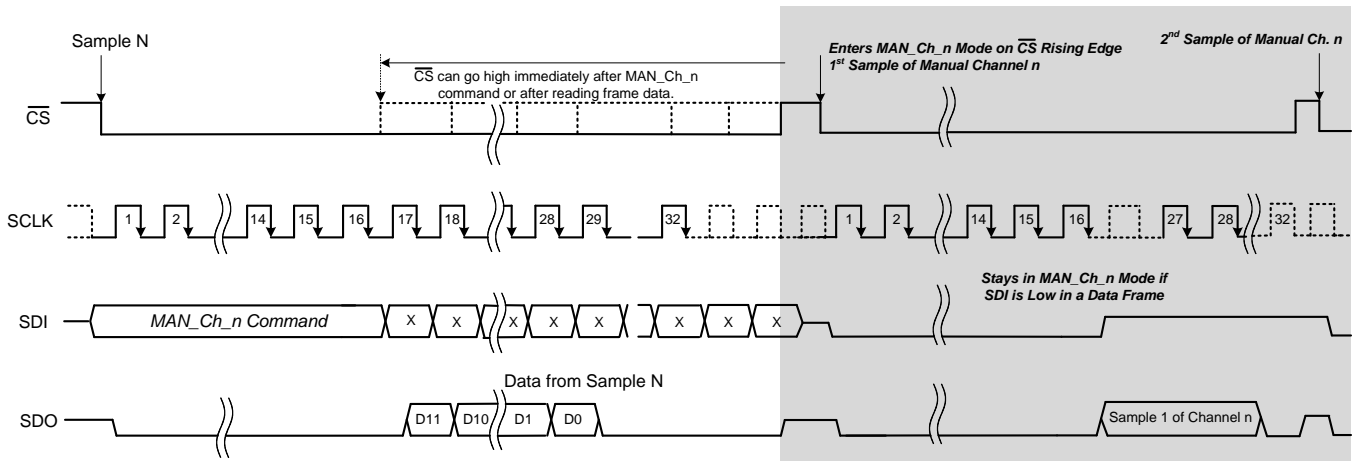 Sample N
CS can go high immediately after MAN_Ch_n
command or after reading frame data.
Enters MAN_Ch_n Mode on CS Rising Edge
1st Sample of Manual Channel n
2nd Sample of Manual Ch. n
CS
SCLK
1 2 14 15 16 17 18 28 29 32 1 2 14 15 16 27 28 32
Stays in MAN_Ch_n Mode if
SDI is Low in a Data Frame
SDI
MAN_Ch_n Command X X X X X X X X X
Data from Sample N
SDO
D11 D10 D1 D0
Sample 1 of Channel n